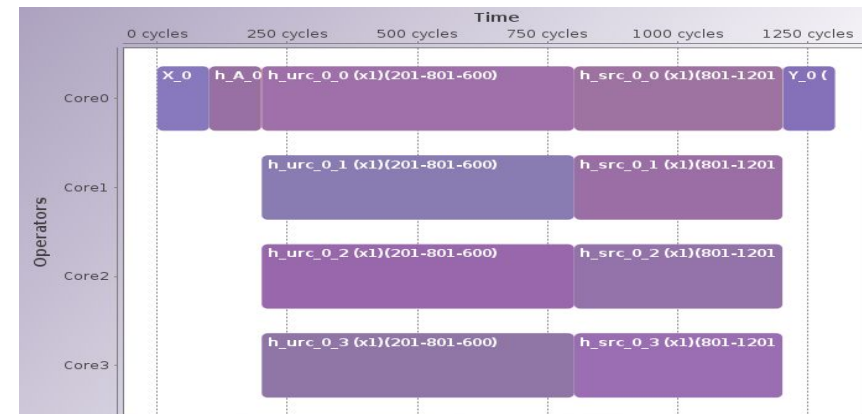 Time
0 cycles 250 cycles 500 cycles 750 cycles 1000 cycles 1250 cycles
Operators
Core0
X_0 h_A_0 h_urc_0_0 (x1)(201-801-600) h_src_0_0 (x1)(801-1201 Y_0 (
Core1
h_urc_0_1 (x1)(201-801-600) h_src_0_1 (x1)(801-1201
Core2
h_urc_0_2 (x1)(201-801-600) h_src_0_2 (x1)(801-1201
Core3
h_urc_0_3 (x1)(201-801-600) h_src_0_3 (x1)(801-1201